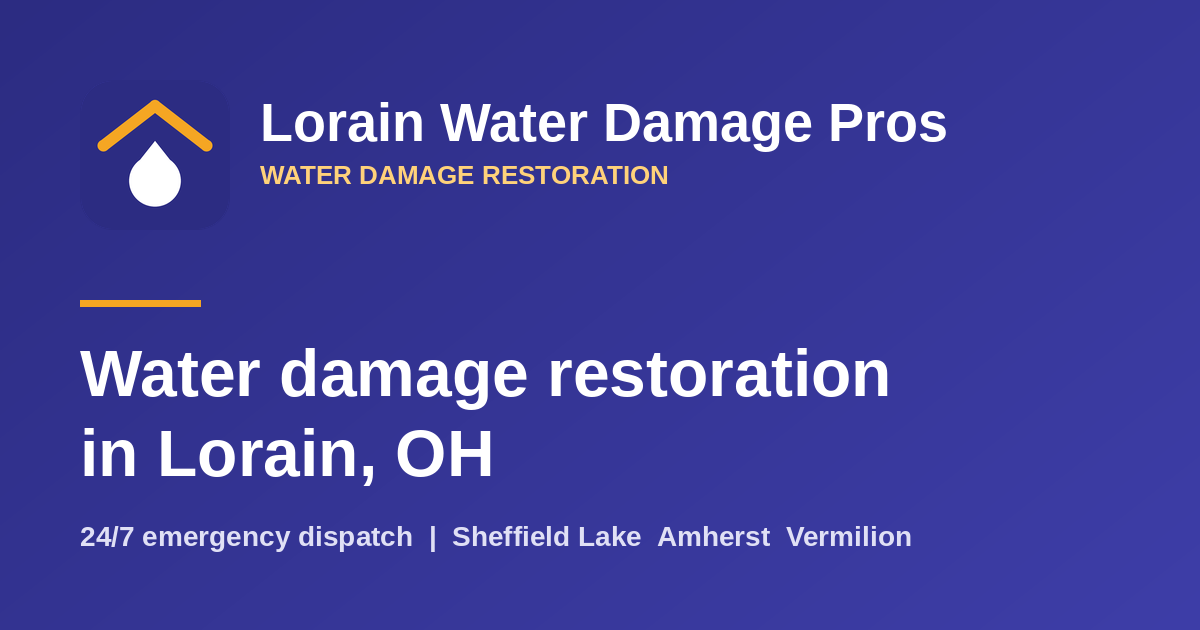 Lorain Water Damage Pros
WATER DAMAGE RESTORATION
Water damage restoration
in Lorain, OH
24/7 emergency dispatch | Sheffield Lake Amherst Vermilion